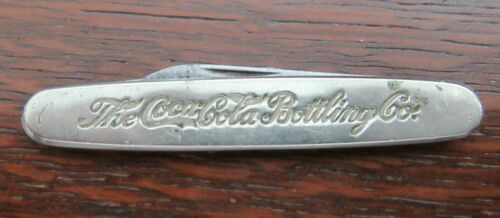 The Coca-Cola Bottling Co.